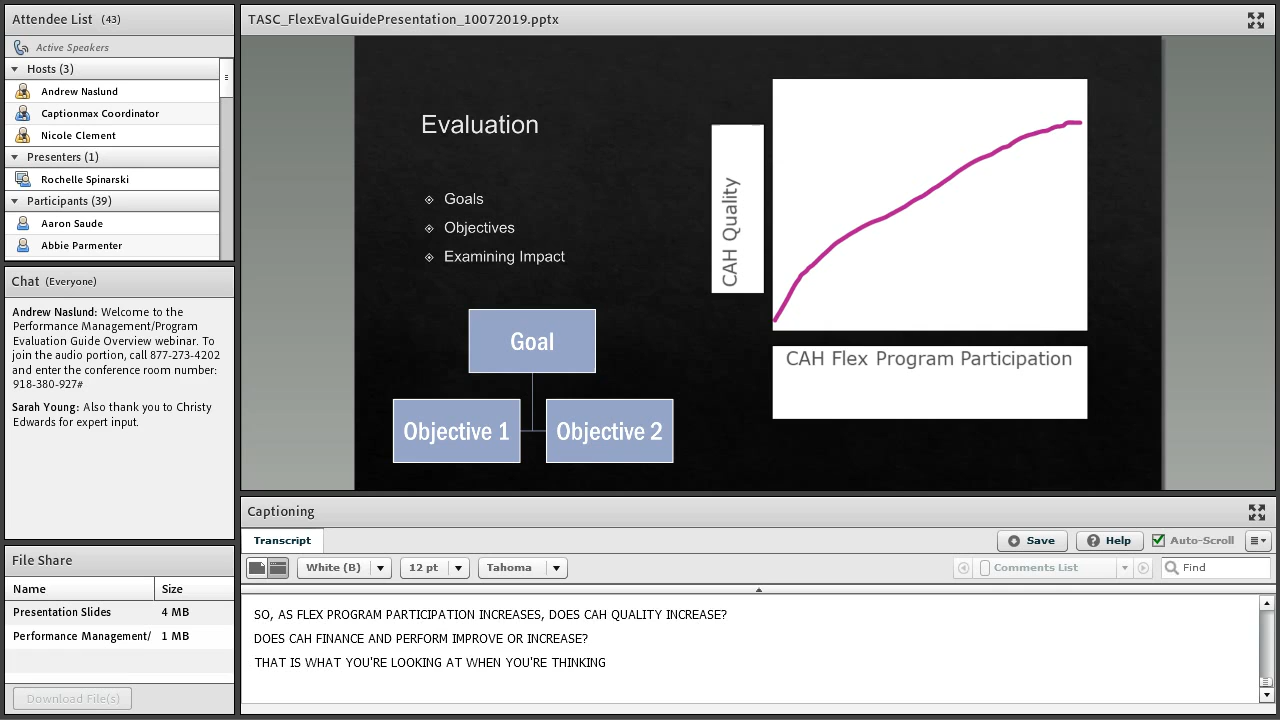 Attendee List (43)
Active Speakers
Hosts (3)
Andrew Naslund
Captionmax Coordinator
Nicole Clement
Presenters (1)
Rochelle Spinarski
Participants (39)
Aaron Saude
Abbie Parmenter
Chat (Everyone)
Andrew Naslund: Welcome to the
Performance Management/Program
Evaluation Guide Overview webinar. To
join the audio portion, call 877-273-4202
and enter the conference room number:
918-380-927#
Sarah Young: Also thank you to Christy
Edwards for expert input.
File Share
Name Size
Presentation Slides 4 MB
Performance Management/ 1 MB
Download File(s)
TASC_FlexEvalGuidePresentation_10072019.pptx
Evaluation
Goals
Objectives
Examining Impact
Goal
Objective 1 Objective 2
CAH Quality
CAH Flex Program Participation
Captioning
Transcript Save Help Auto-Scroll
White (B) 12 pt Tahoma Comments List Find
SO, AS FLEX PROGRAM PARTICIPATION INCREASES, DOES CAH QUALITY INCREASE?
DOES CAH FINANCE AND PERFORM IMPROVE OR INCREASE?
THAT IS WHAT YOU'RE LOOKING AT WHEN YOU'RE THINKING